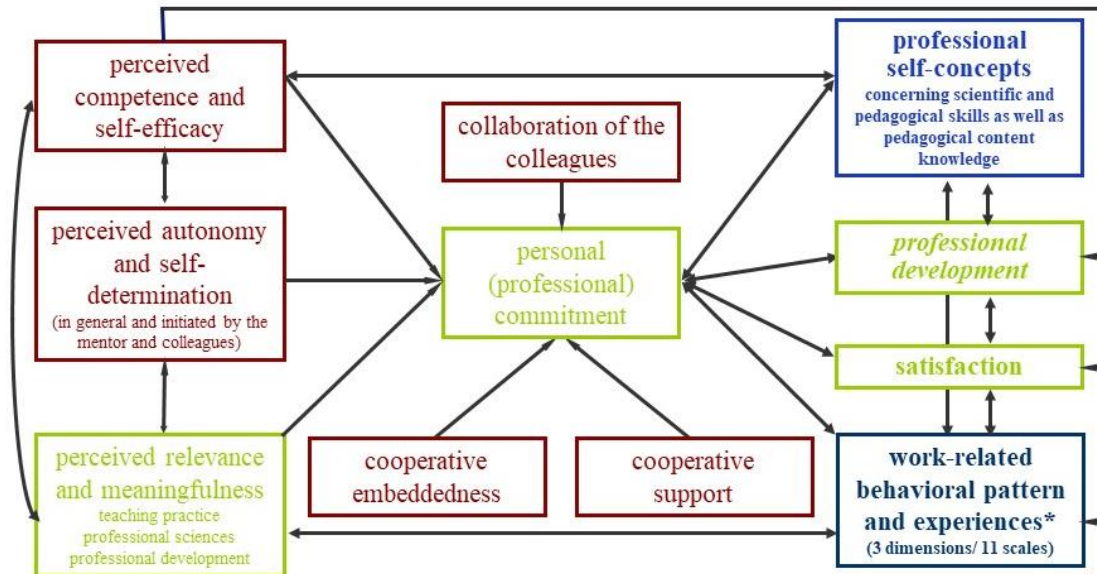 perceived
competence and
self-efficacy
perceived autonomy
and self-
determination
(in general and initiated by the
mentor and colleagues)
perceived relevance
and meaningfulness
teaching practice
professional sciences
professional development
collaboration of the
colleagues
personal
(professional)
commitment
cooperative
embeddedness
cooperative
support
professional
self-concepts
concerning scientific and
pedagogical skills as well as
pedagogical content
knowledge
professional
development
satisfaction
work-related
behavioral pattern
and experiences*
(3 dimensions/ 11 scales)